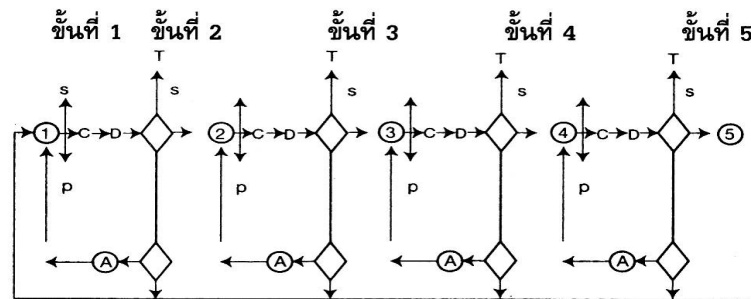 ขั้นที่ 1 ขั้นที่ 2 ขั้นที่ 3 ขั้นที่ 4 ขั้นที่ 5
T T T T
s s s s s
1 C D 2 C D 3 C D 4 C D 5
p p p p
A A A A